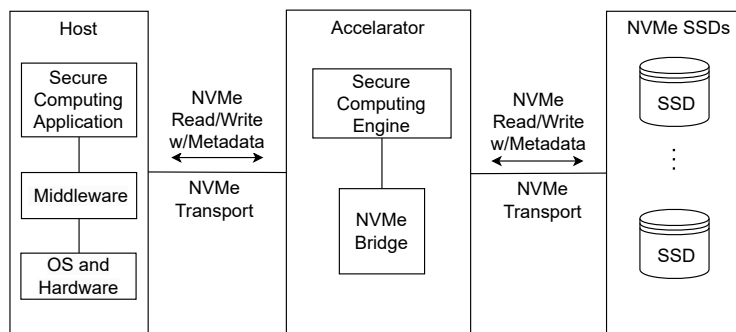 Host
Secure
Computing
Application
Middleware
OS and
Hardware
NVMe
Read/Write
w/Metadata
NVMe
Transport
Accelarator
Secure
Computing
Engine
NVMe
Bridge
NVMe
Read/Write
w/Metadata
NVMe
Transport
NVMe SSDs
SSD
...
SSD